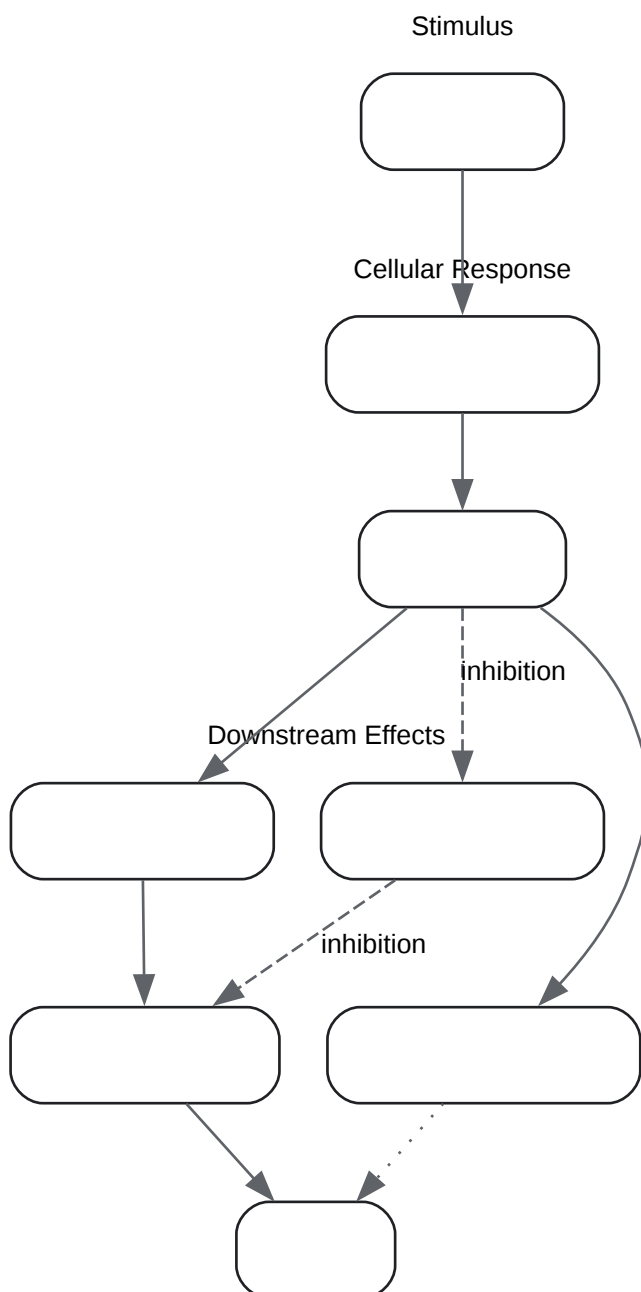 Stimulus
Cellular Response
inhibition
Downstream Effects
inhibition